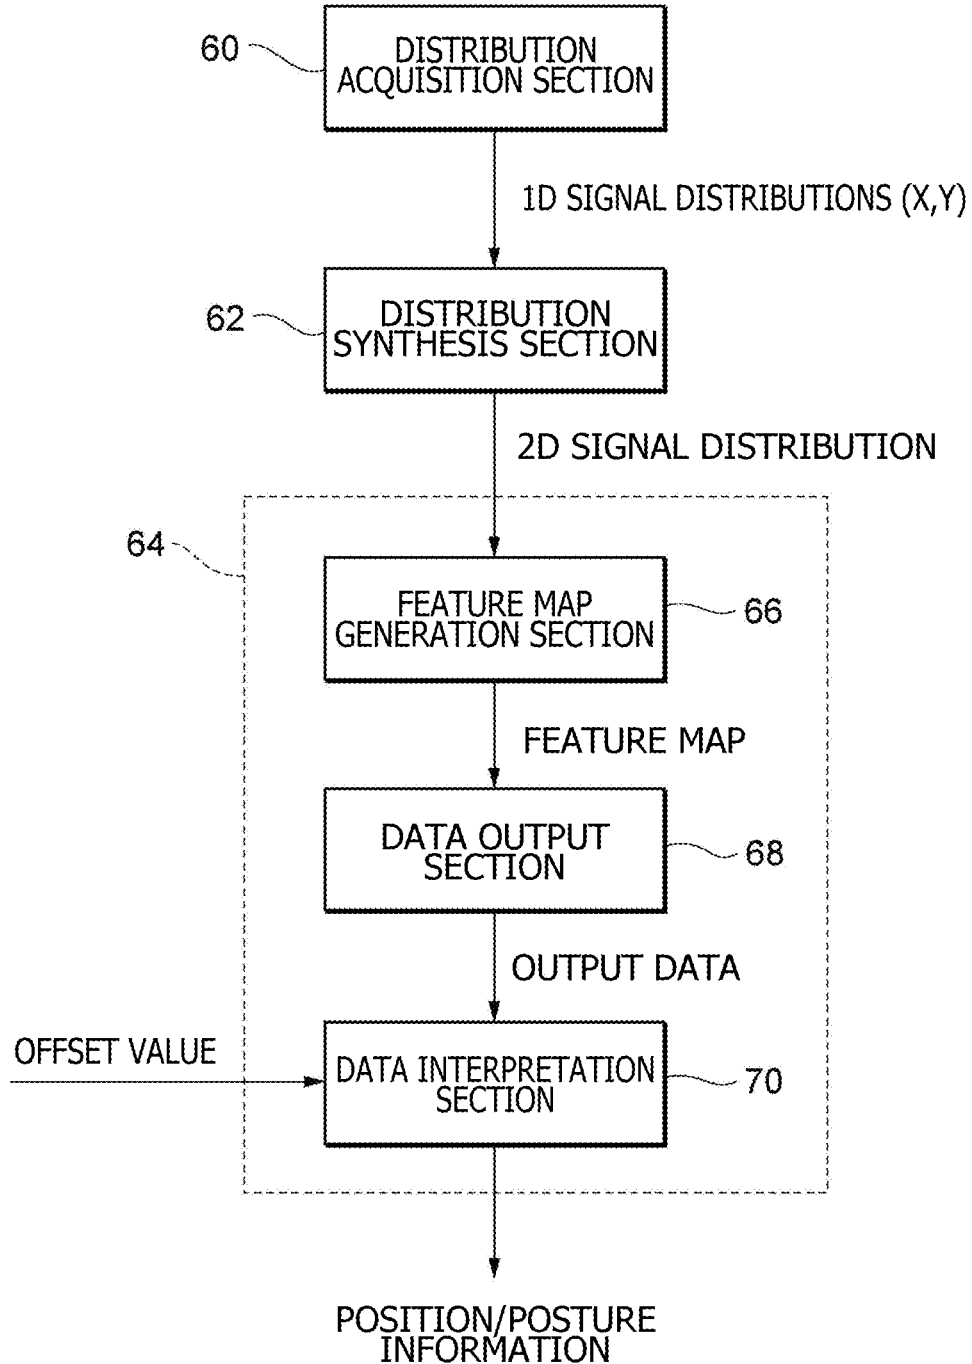 60
DISTRIBUTION
ACQUISITION SECTION
1D SIGNAL DISTRIBUTIONS (X,Y)
62
DISTRIBUTION
SYNTHESIS SECTION
2D SIGNAL DISTRIBUTION
64
FEATURE MAP
GENERATION SECTION
66
FEATURE MAP
DATA OUTPUT
SECTION
68
OUTPUT DATA
OFFSET VALUE
DATA INTERPRETATION
SECTION
70
POSITION/POSTURE
INFORMATION